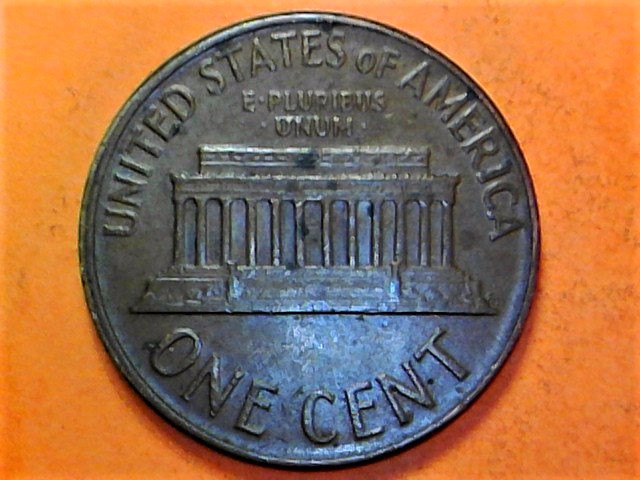 UNITED STATES OF AMERICA
E·PLURIBUS
·UNUM·
ONE CENT